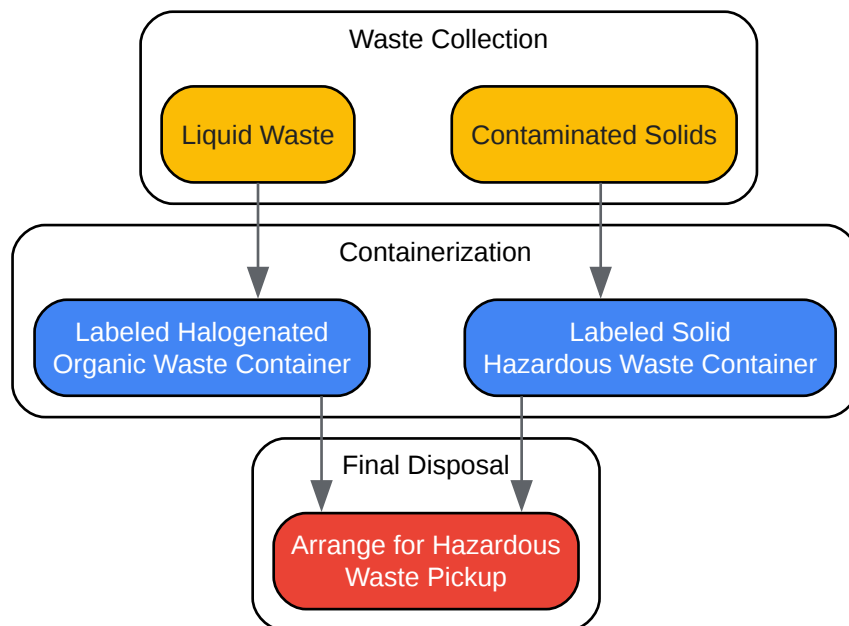 Waste Collection
Liquid Waste
Contaminated Solids
Containerization
Labeled Halogenated
Organic Waste Container
Labeled Solid
Hazardous Waste Container
Final Disposal
Arrange for Hazardous
Waste Pickup